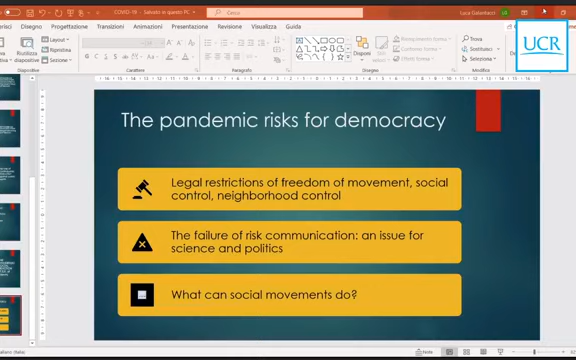 COVID-19 - Salvato in questo PC
Cerca
Luca Galantucci
Disegno Progettazione Transizioni Animazioni Presentazione Revisione Visualizza Guida
Riutilizza diapositive
Layout
Ripristina
Sezione
Carattere
Paragrafo
Disponi
Disegno
Trova
Sostituisci
Seleziona
Modifica
UCR
The pandemic risks for democracy
Legal restrictions of freedom of movement, social
control, neighborhood control
The failure of risk communication: an issue for
science and politics
What can social movements do?
Note